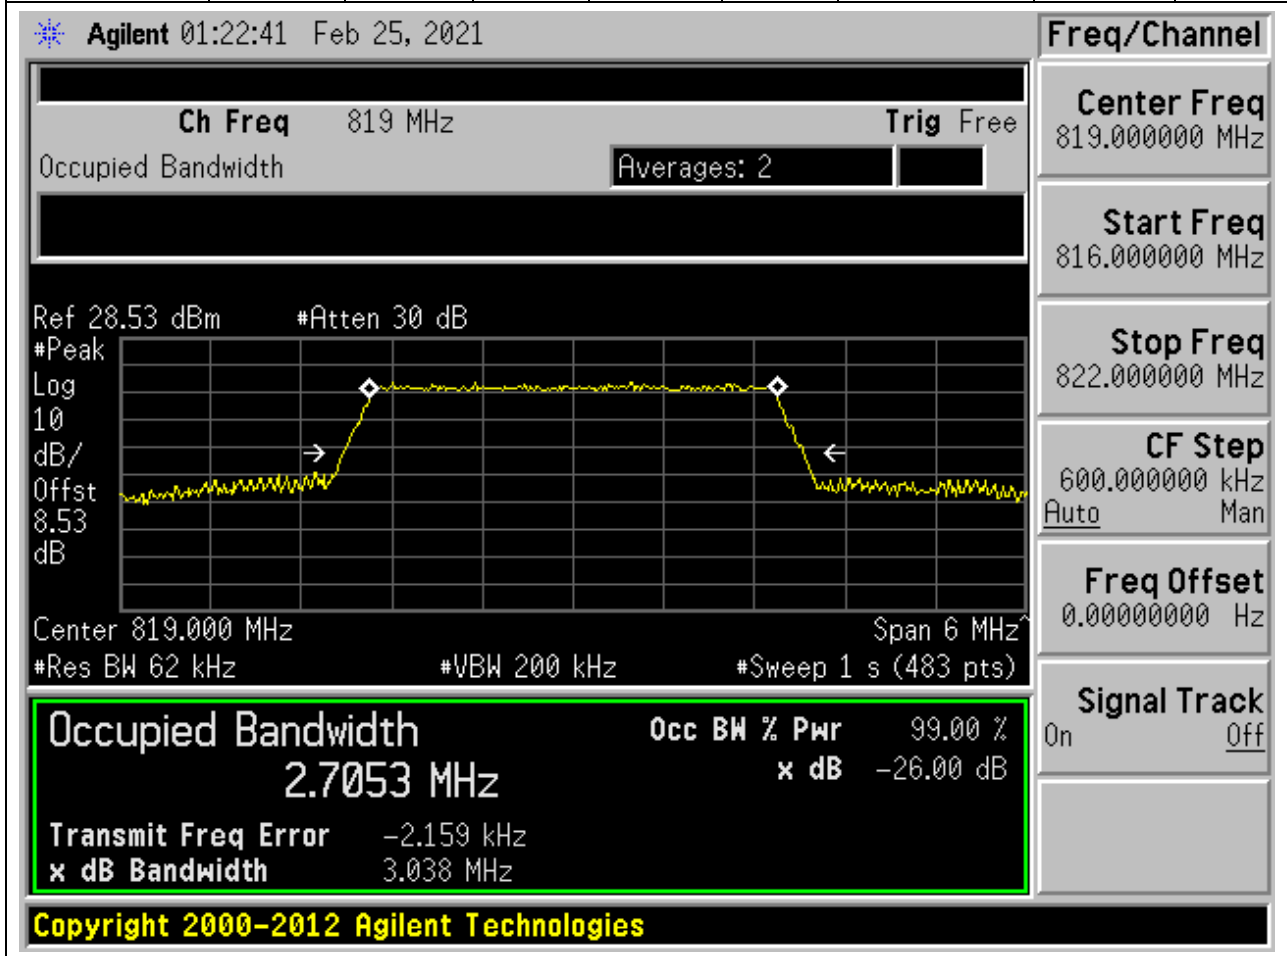 Agilent 01:22:41 Feb 25, 2021
Freq/Channel
Ch Freq 819 MHz Trig Free
Occupied Bandwidth Averages: 2
Center Freq
819.000000 MHz
Start Freq
816.000000 MHz
Stop Freq
822.000000 MHz
CF Step
600.000000 kHz
Auto Man
Freq Offset
0.00000000 Hz
Signal Track
On Off
Ref 28.53 dBm #Atten 30 dB
#Peak
Log
10
dB/
Offst
8.53
dB
Center 819.000 MHz Span 6 MHz^
#Res BW 62 kHz #VBW 200 kHz #Sweep 1 s (483 pts)
Occupied Bandwidth Occ BW % Pwr 99.00 %
2.7053 MHz x dB -26.00 dB
Transmit Freq Error -2.159 kHz
x dB Bandwidth 3.038 MHz
Copyright 2000-2012 Agilent Technologies